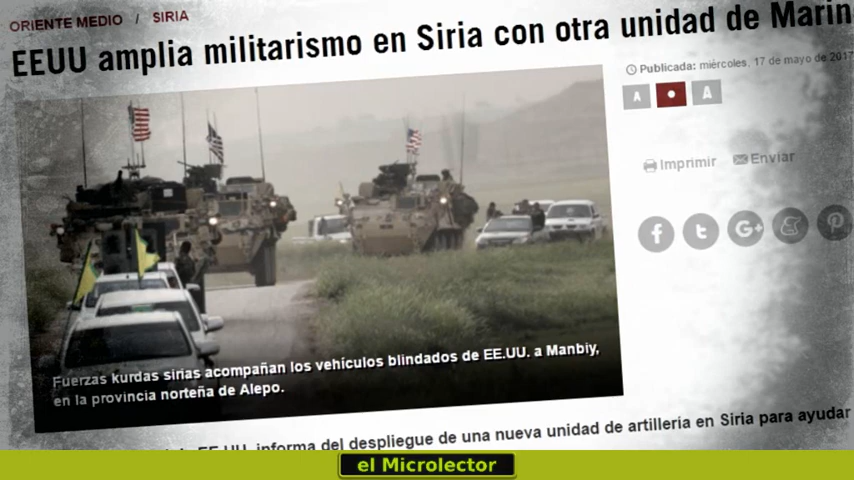 ORIENTE MEDIO / SIRIA
EEUU amplia militarismo en Siria con otra unidad de Marin
Publicada: miércoles, 17 de mayo de 2017
A A
Imprimir Enviar
Fuerzas kurdas sirias acompañan los vehículos blindados de EE.UU. a Manbiy,
en la provincia norteña de Alepo.
EE.UU. informa del despliegue de una nueva unidad de artillería en Siria para ayudar
el Microlector